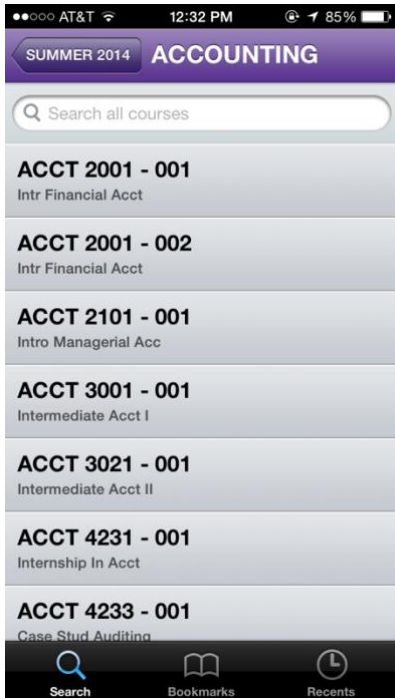 AT&T 12:32 PM 85%
SUMMER 2014 ACCOUNTING
Search all courses
ACCT 2001 - 001
Intr Financial Acct
ACCT 2001 - 002
Intr Financial Acct
ACCT 2101 - 001
Intro Managerial Acc
ACCT 3001 - 001
Intermediate Acct I
ACCT 3021 - 001
Intermediate Acct II
ACCT 4231 - 001
Internship In Acct
ACCT 4233 - 001
Case Stud Auditing
Search Bookmarks Recents